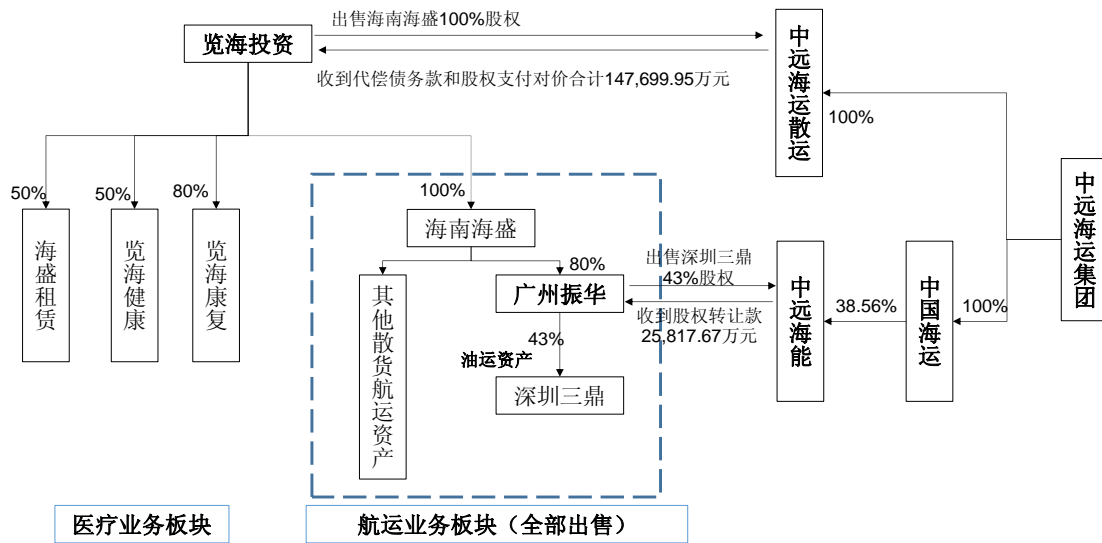 出售海南海盛100%股权
览海投资
收到代偿债务款和股权支付对价合计147,699.95万元
中远海运散运
100%
中远海运集团
50%
50%
80%
100%
海盛租赁
览海健康
览海康复
海南海盛
80%
出售深圳三鼎
43%股权
其他散货航运资产
广州振华
收到股权转让款
25,817.67万元
中远海能
38.56%
中国海运
100%
43%
油运资产
深圳三鼎
医疗业务板块
航运业务板块（全部出售）